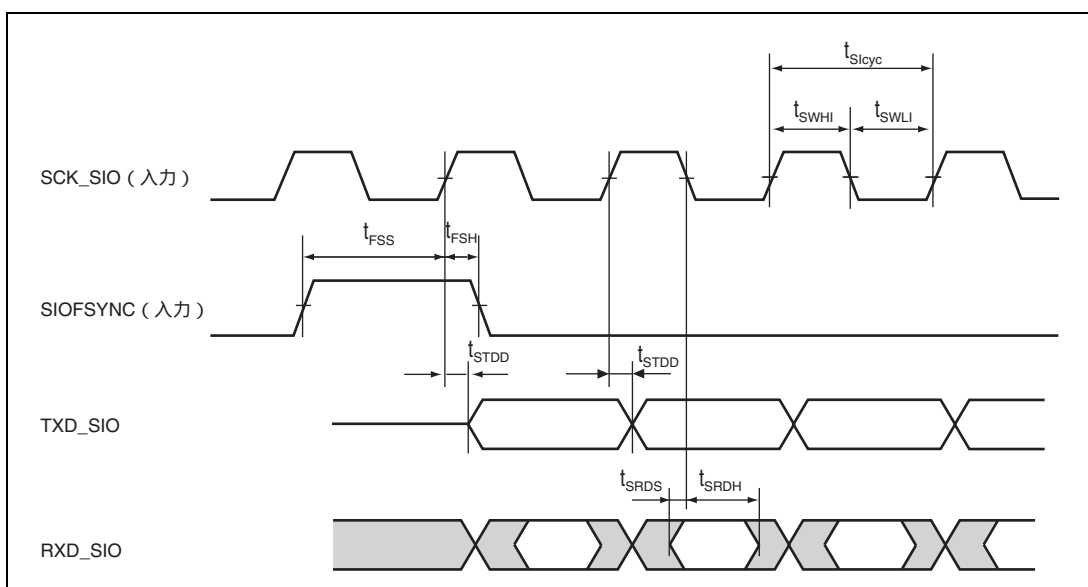 tSIcyc
tSWHI
tSWLI
SCK_SIO（入力）
tFSS
tFSH
SIOFSYNC（入力）
tSTDD
tSTDD
TXD_SIO
tSRDS
tSRDH
RXD_SIO